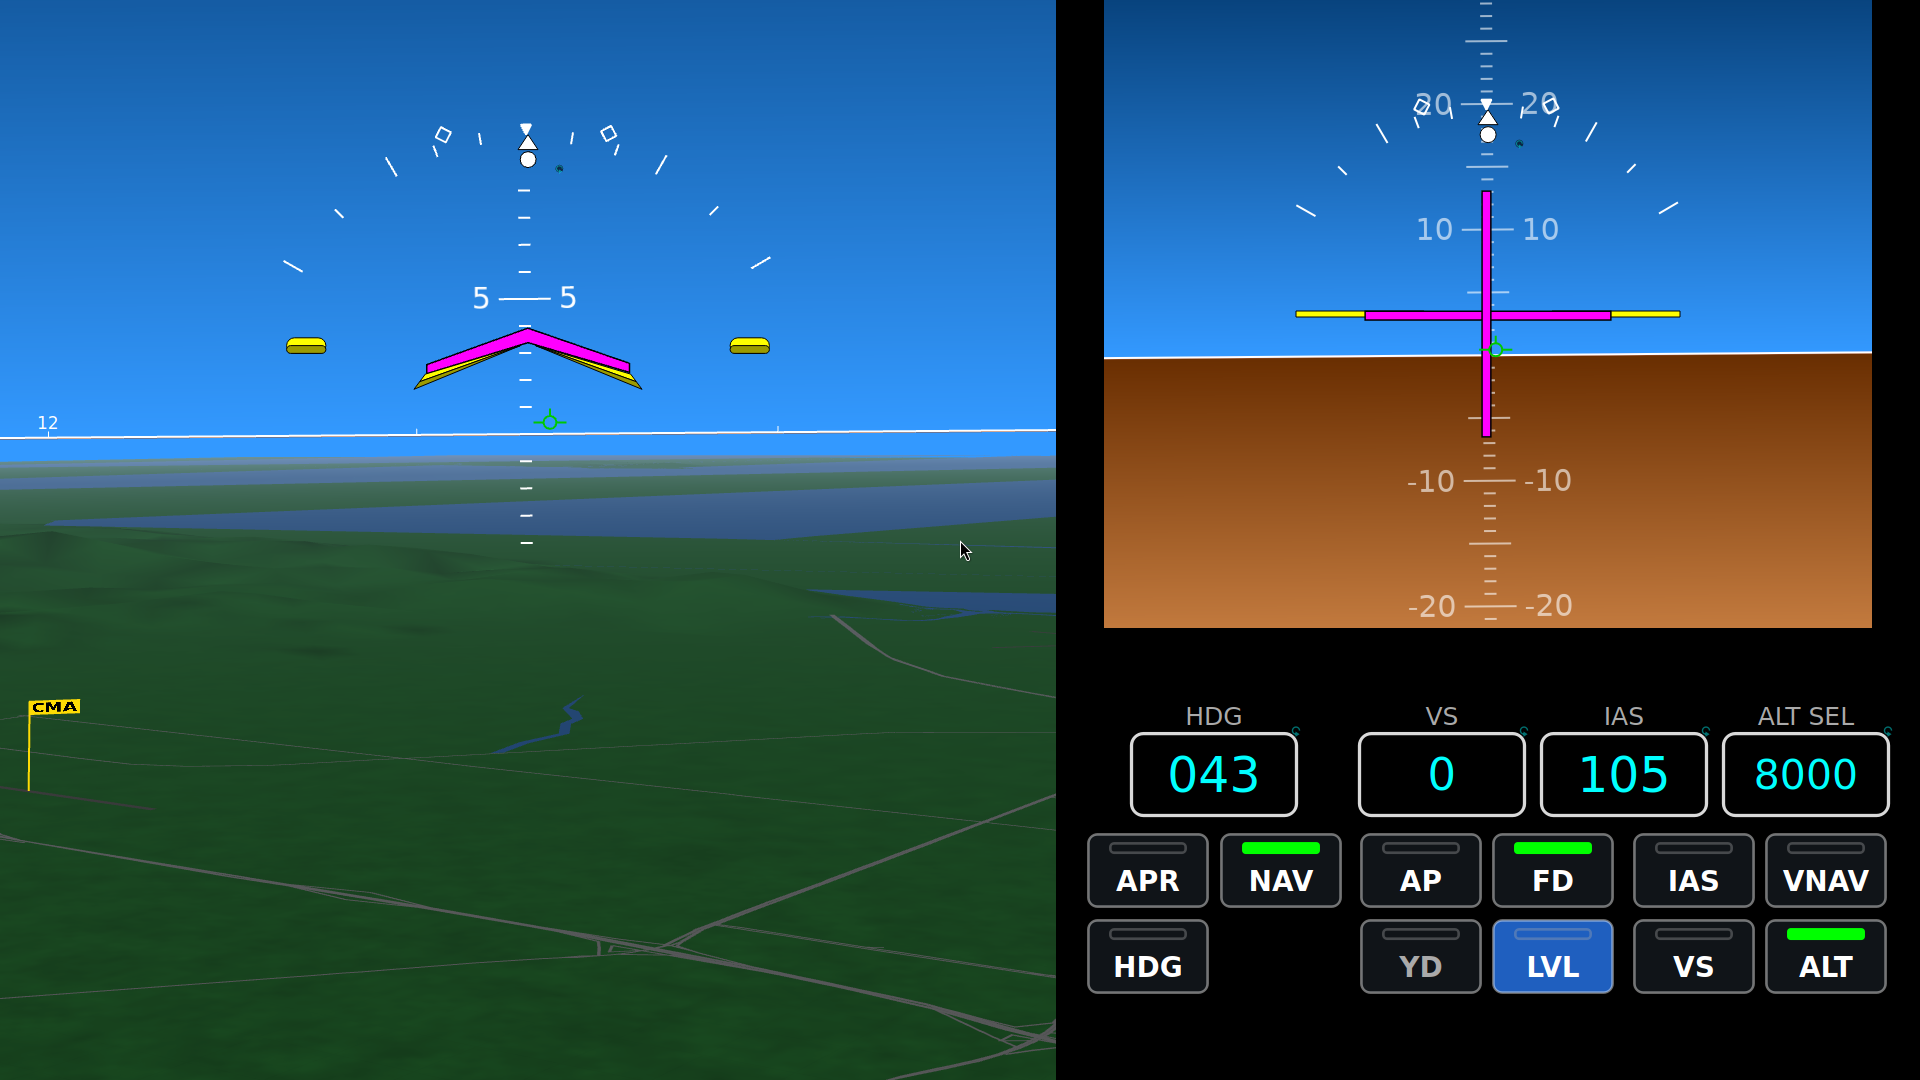 5 5
12
CMA
20 20
10 10
-10 -10
-20 -20
HDG VS IAS ALT SEL
043 0 105 8000
APR NAV AP FD IAS VNAV
HDG YD LVL VS ALT